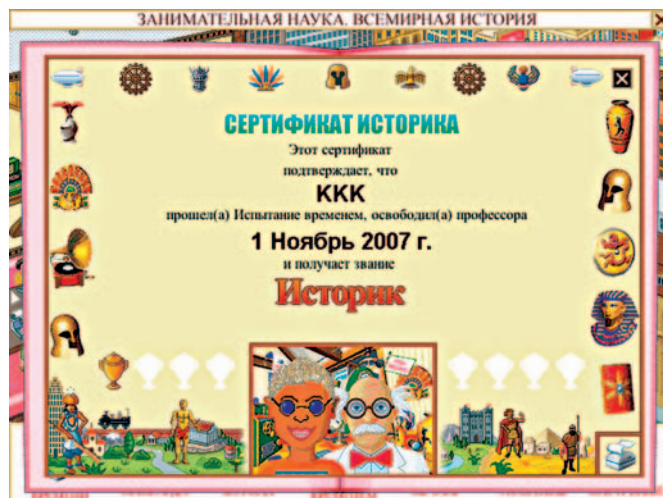 ЗАНИМАТЕЛЬНАЯ НАУКА. ВСЕМИРНАЯ ИСТОРИЯ
СЕРТИФИКАТ ИСТОРИКА
Этот сертификат
подтверждает, что
ККК
прошел(а) Испытание временем, освободил(а) профессора
1 Ноябрь 2007 г.
и получает звание
Историк